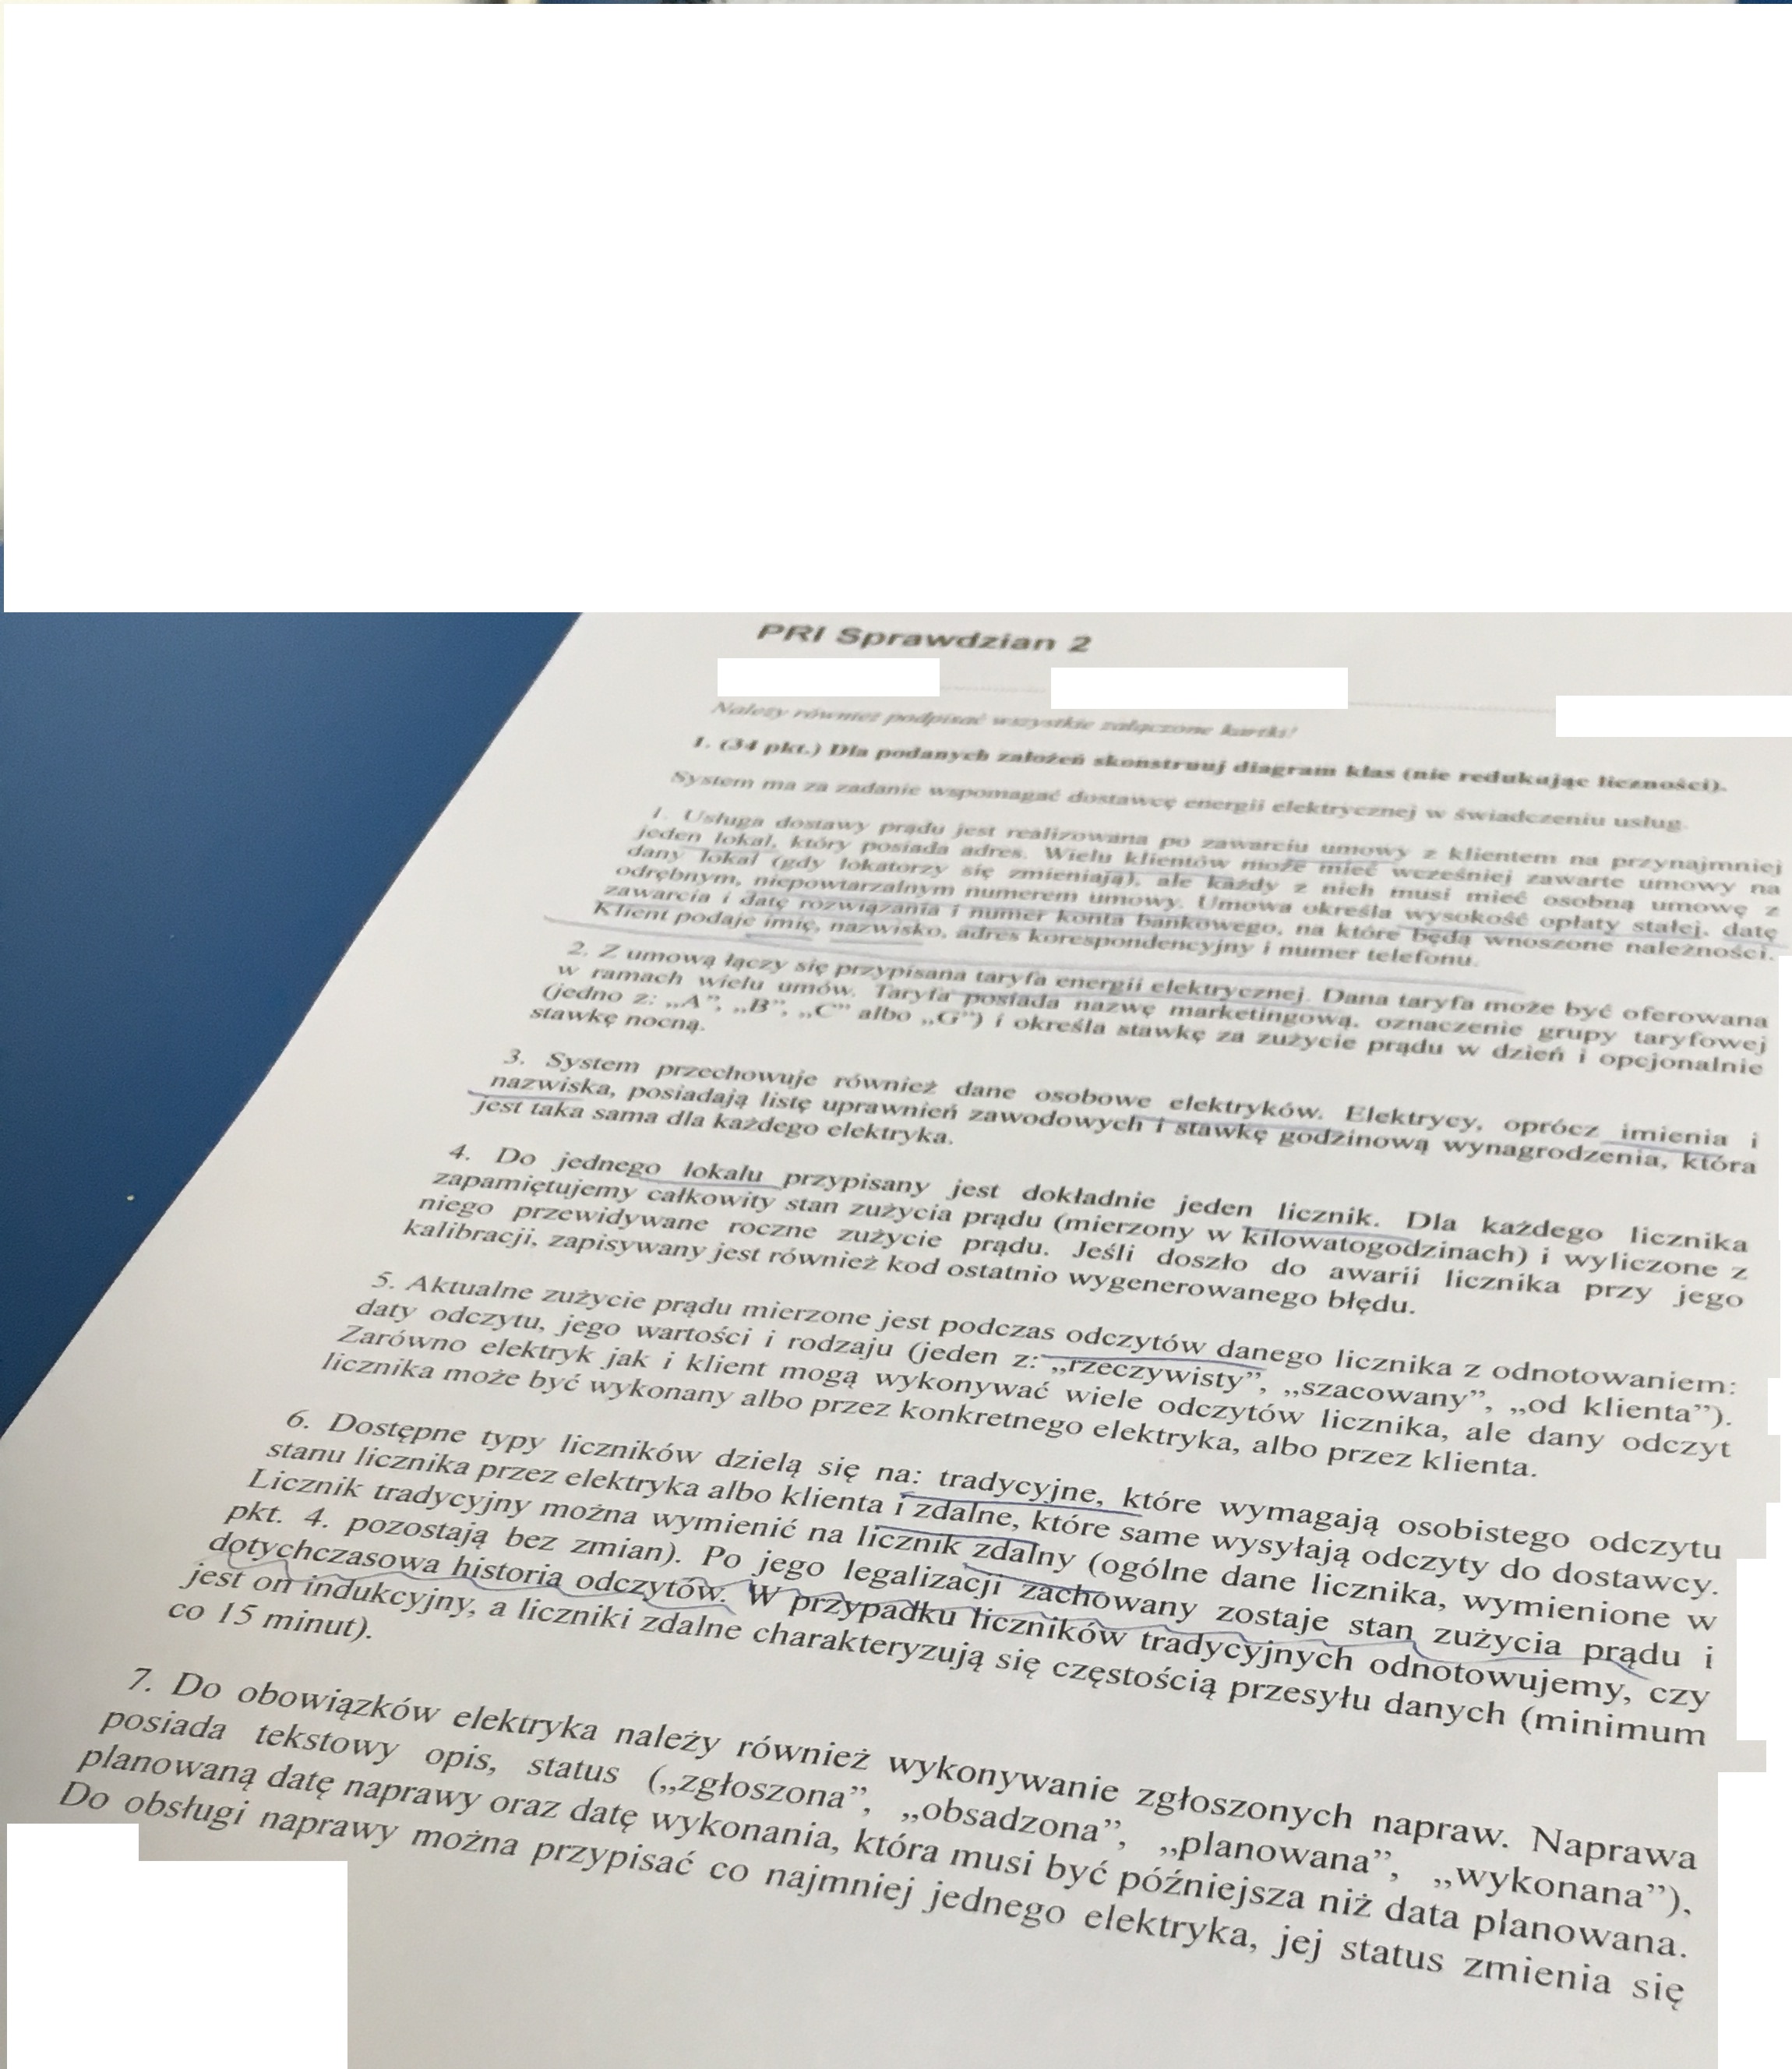 PRI Sprawdzian 2
Należy również podpisać wszystkie załączone kartki!
1. (34 pkt.) Dla podanych założeń skonstruuj diagram klas (nie redukując liczności).
System ma za zadanie wspomagać dostawcę energii elektrycznej w świadczeniu usług.
1. Usługa dostawy prądu jest realizowana po zawarciu umowy z klientem na przynajmniej
jeden lokal, który posiada adres. Wielu klientów może mieć wcześniej zawarte umowy na
dany lokal (gdy lokatorzy się zmieniają), ale każdy z nich musi mieć osobną umowę z
odrębnym, niepowtarzalnym numerem umowy. Umowa określa wysokość opłaty stałej, datę
zawarcia i datę rozwiązania i numer konta bankowego, na które będą wnoszone należności.
Klient podaje imię, nazwisko, adres korespondencyjny i numer telefonu.
2. Z umową łączy się przypisana taryfa energii elektrycznej. Dana taryfa może być oferowana
w ramach wielu umów. Taryfa posiada nazwę marketingową, oznaczenie grupy taryfowej
(jedno z: „A”, „B”, „C” albo „G”) i określa stawkę za zużycie prądu w dzień i opcjonalnie
stawkę nocną.
3. System przechowuje również dane osobowe elektryków. Elektrycy, oprócz imienia i
nazwiska, posiadają listę uprawnień zawodowych i stawkę godzinową wynagrodzenia, która
jest taka sama dla każdego elektryka.
4. Do jednego lokalu przypisany jest dokładnie jeden licznik. Dla każdego licznika
zapamiętujemy całkowity stan zużycia prądu (mierzony w kilowatogodzinach) i wyliczone z
niego przewidywane roczne zużycie prądu. Jeśli doszło do awarii licznika przy jego
kalibracji, zapisywany jest również kod ostatnio wygenerowanego błędu.
5. Aktualne zużycie prądu mierzone jest podczas odczytów danego licznika z odnotowaniem:
daty odczytu, jego wartości i rodzaju (jeden z: „rzeczywisty”, „szacowany”, „od klienta”).
Zarówno elektryk jak i klient mogą wykonywać wiele odczytów licznika, ale dany odczyt
licznika może być wykonany albo przez konkretnego elektryka, albo przez klienta.
6. Dostępne typy liczników dzielą się na: tradycyjne, które wymagają osobistego odczytu
stanu licznika przez elektryka albo klienta i zdalne, które same wysyłają odczyty do dostawcy.
Licznik tradycyjny można wymienić na licznik zdalny (ogólne dane licznika, wymienione w
pkt. 4. pozostają bez zmian). Po jego legalizacji zachowany zostaje stan zużycia prądu i
dotychczasowa historia odczytów. W przypadku liczników tradycyjnych odnotowujemy, czy
jest on indukcyjny, a liczniki zdalne charakteryzują się częstością przesyłu danych (minimum
co 15 minut).
7. Do obowiązków elektryka należy również wykonywanie zgłoszonych napraw. Naprawa
posiada tekstowy opis, status („zgłoszona”, „obsadzona”, „planowana”, „wykonana”),
planowaną datę naprawy oraz datę wykonania, która musi być późniejsza niż data planowana.
Do obsługi naprawy można przypisać co najmniej jednego elektryka, jej status zmienia się